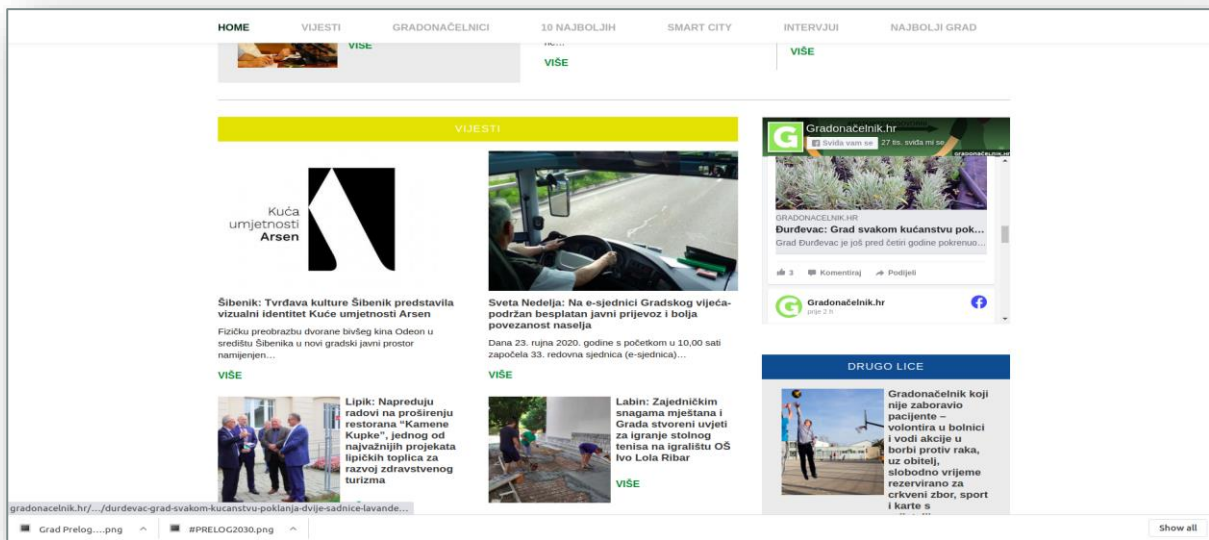 HOME VIJESTI GRADONAČELNICI 10 NAJBOLJIH SMART CITY INTERVJUI NAJBOLJI GRAD
VIŠE
VIŠE
VIŠE
VIJESTI
Kuća
umjetnosti
Arsen
Šibenik: Tvrđava kulture Šibenik predstavila
vizualni identitet Kuće umjetnosti Arsen
Fizičku preobrazbu dvorane bivšeg kina Odeon u
središtu Šibenika u novi gradski javni prostor
namijenjen…
VIŠE
Sveta Nedelja: Na e-sjednici Gradskog vijeća-
podržan besplatan javni prijevoz i bolja
povezanost naselja
Dana 23. rujna 2020. godine s početkom u 10,00 sati
započela 33. redovna sjednica (e-sjednica)…
VIŠE
Lipik: Napreduju
radovi na proširenju
restorana “Kamene
Kupke”, jednog od
najvažnijih projekata
lipičkih toplica za
razvoj zdravstvenog
turizma
Labin: Zajedničkim
snagama mještana i
Grada stvoreni uvjeti
za igranje stolnog
tenisa na igralištu OŠ
Ivo Lola Ribar
VIŠE
G Gradonačelnik.hr
Sviđa vam se 27 tis. sviđa mi se
GRADONAČELNIK.HR
GRADONACELNIK.HR
Đurđevac: Grad svakom kućanstvu pok...
Grad Đurđevac je još pred četiri godine pokrenuo...
3 Komentiraj Podijeli
G Gradonačelnik.hr
prije 2 h
DRUGO LICE
Gradonačelnik koji
nije zaboravio
pacijente –
volontira u bolnici
i vodi akcije u
borbi protiv raka,
uz obitelj,
slobodno vrijeme
rezervirano za
crkveni zbor, sport
i karte s
gradonacelnik.hr/…/durdevac-grad-svakom-kucanstvu-poklanja-dvije-sadnice-lavande…
Grad Prelog....png #PRELOG2030.png Show all